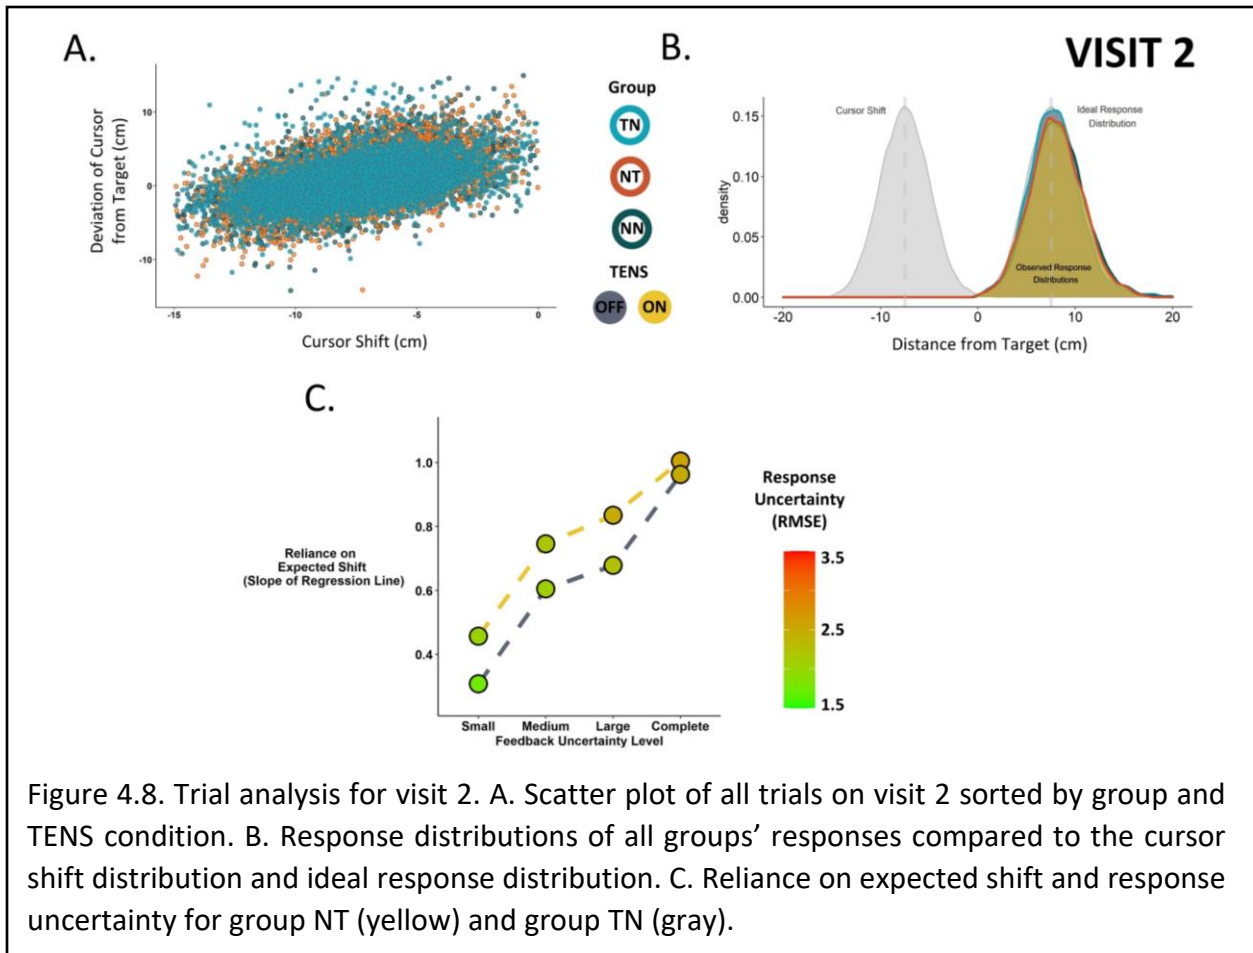 A.
B.
VISIT 2
Deviation of Cursor
from Target (cm)
10
0
-10
-15
-10
-5
0
Cursor Shift (cm)
Group
TN
NT
NN
TENS
OFF
ON
density
0.15
0.10
0.05
0.00
Cursor Shift
Ideal Response
Distribution
Observed Response
Distributions
-20
-10
0
10
20
Distance from Target (cm)
C.
Reliance on
Expected Shift
(Slope of Regression Line)
1.0
0.8
0.6
0.4
Small
Medium
Large
Complete
Feedback Uncertainty Level
Response
Uncertainty
(RMSE)
3.5
2.5
1.5
Figure 4.8. Trial analysis for visit 2. A. Scatter plot of all trials on visit 2 sorted by group and
TENS condition. B. Response distributions of all groups’ responses compared to the cursor
shift distribution and ideal response distribution. C. Reliance on expected shift and response
uncertainty for group NT (yellow) and group TN (gray).